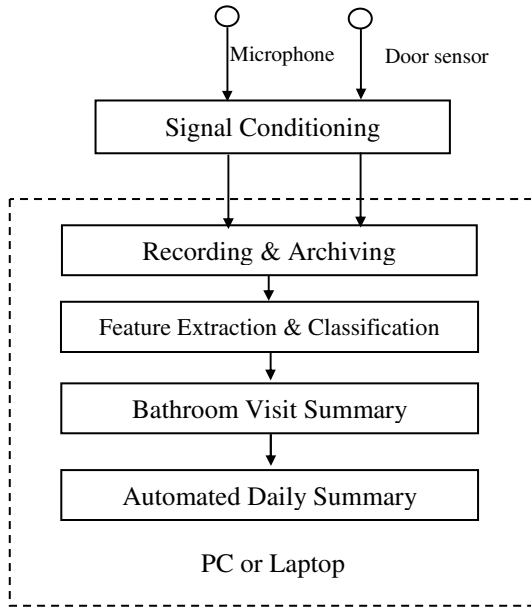 Microphone
Door sensor
Signal Conditioning
Recording & Archiving
Feature Extraction & Classification
Bathroom Visit Summary
Automated Daily Summary
PC or Laptop